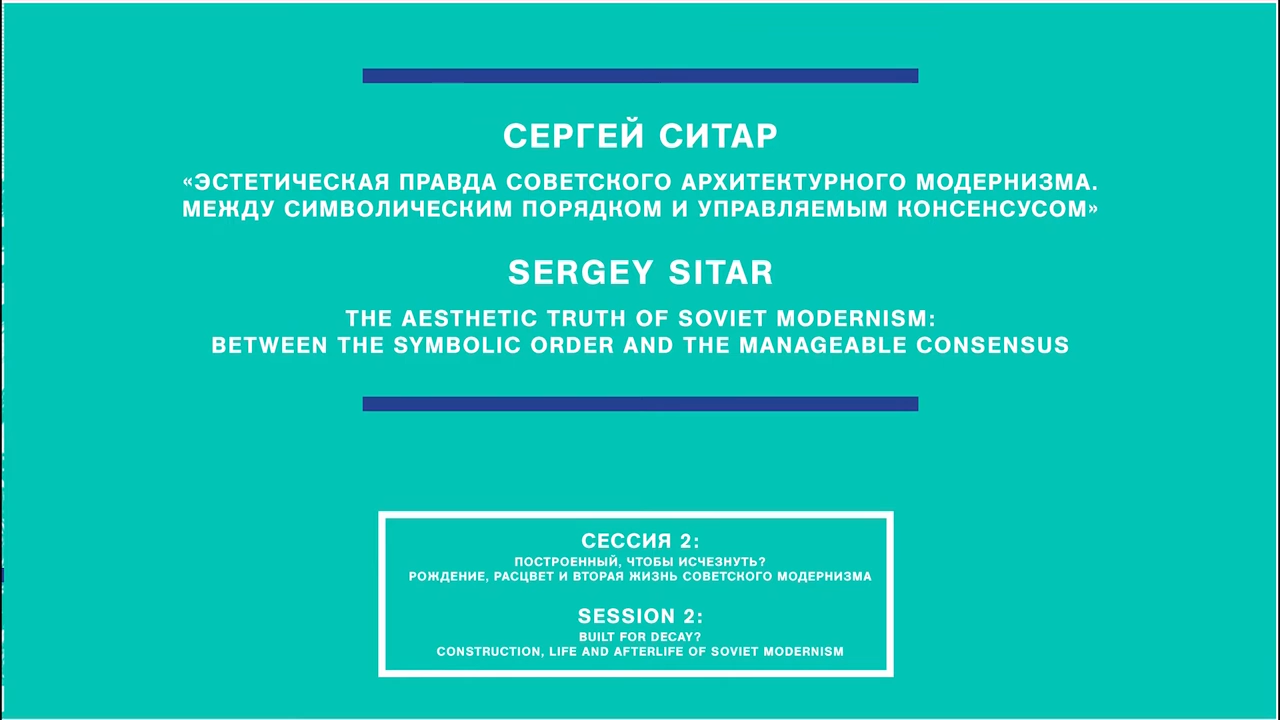 СЕРГЕЙ СИТАР
«ЭСТЕТИЧЕСКАЯ ПРАВДА СОВЕТСКОГО АРХИТЕКТУРНОГО МОДЕРНИЗМА.
МЕЖДУ СИМВОЛИЧЕСКИМ ПОРЯДКОМ И УПРАВЛЯЕМЫМ КОНСЕНСУСОМ»
SERGEY SITAR
THE AESTHETIC TRUTH OF SOVIET MODERNISM:
BETWEEN THE SYMBOLIC ORDER AND THE MANAGEABLE CONSENSUS
СЕССИЯ 2:
ПОСТРОЕННЫЙ, ЧТОБЫ ИСЧЕЗНУТЬ?
РОЖДЕНИЕ, РАСЦВЕТ И ВТОРАЯ ЖИЗНЬ СОВЕТСКОГО МОДЕРНИЗМА
SESSION 2:
BUILT FOR DECAY?
CONSTRUCTION, LIFE AND AFTERLIFE OF SOVIET MODERNISM